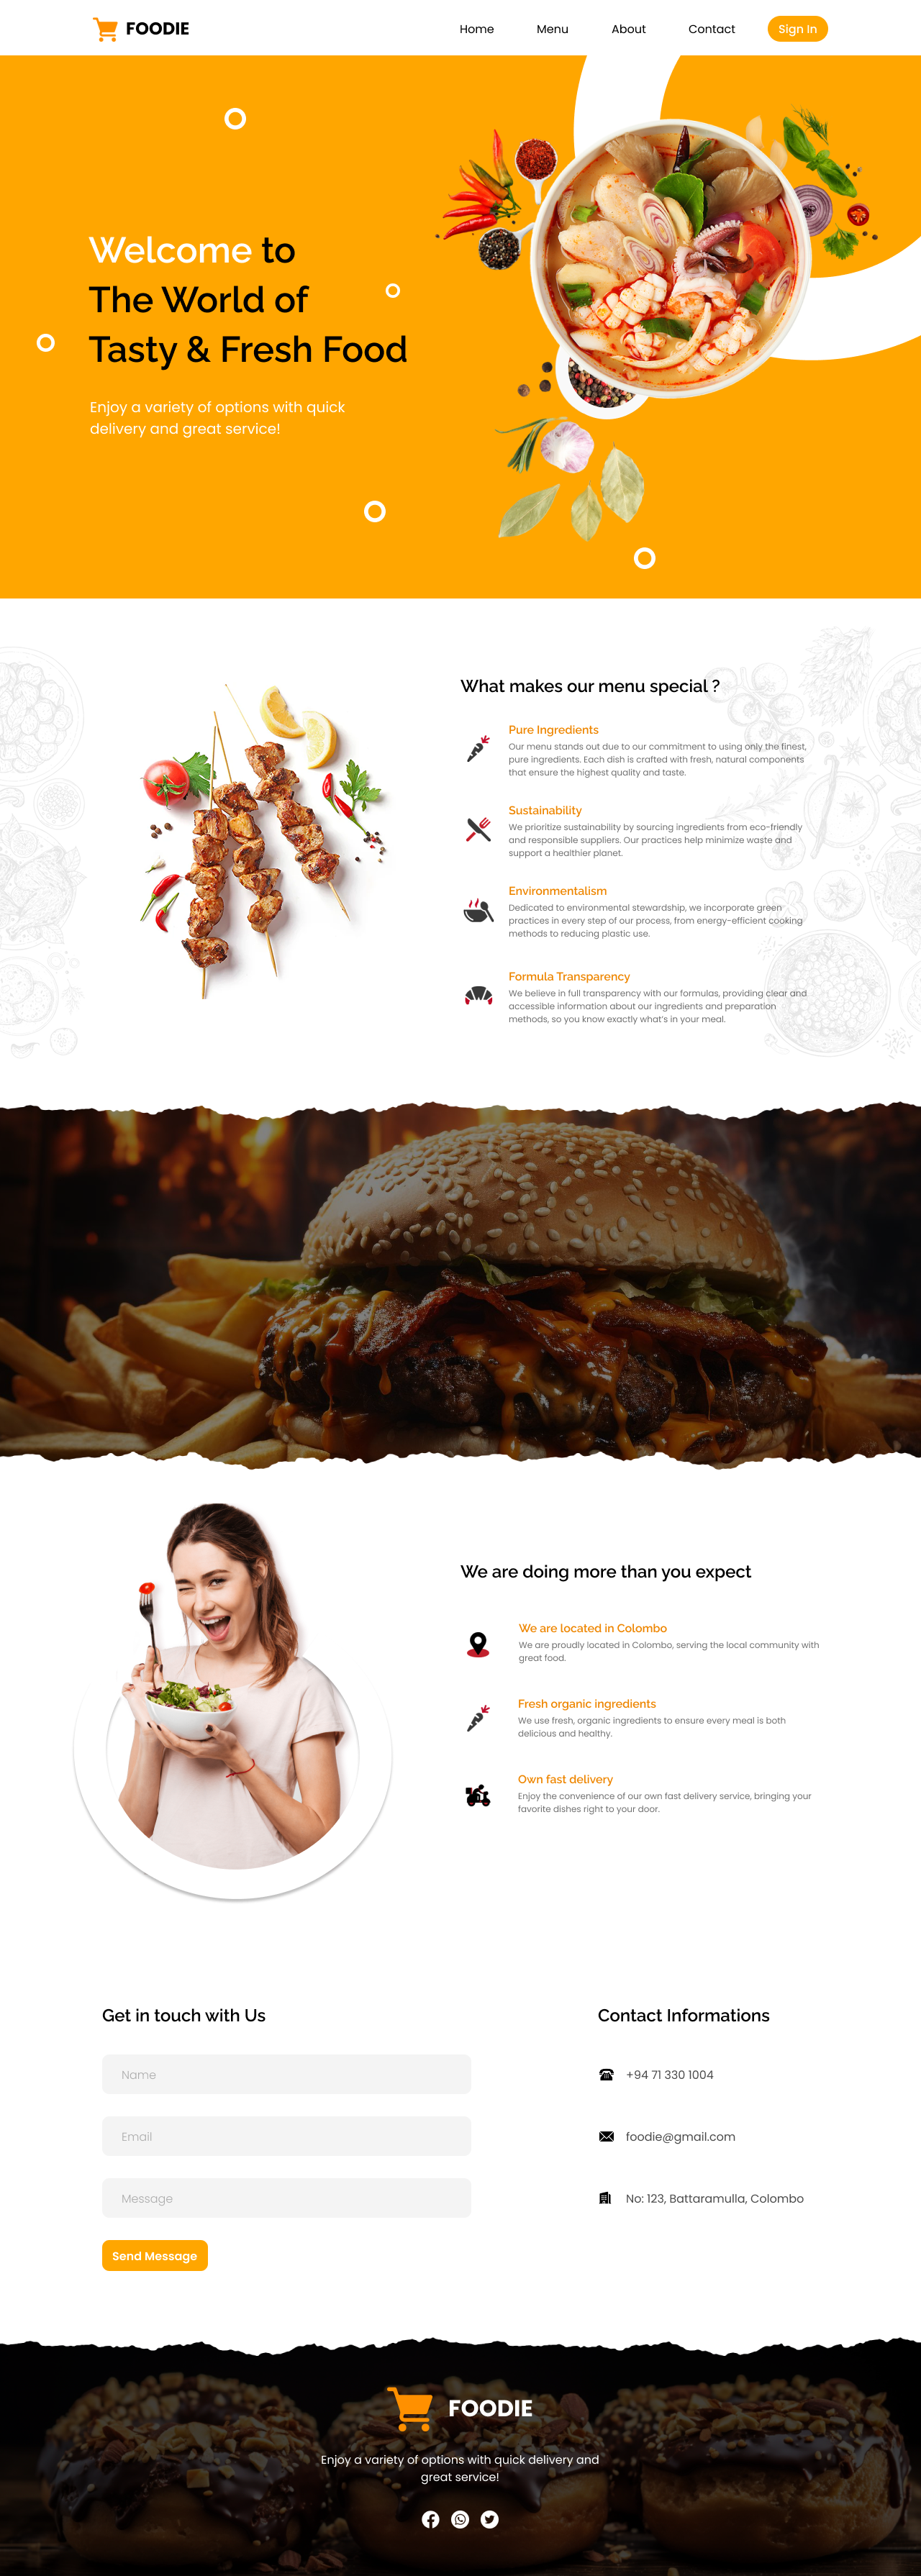 FOODIE
Home
Menu
About
Contact
Sign In
Welcome to
The World of
Tasty & Fresh Food
Enjoy a variety of options with quick
delivery and great service!
What makes our menu special ?
Pure Ingredients
Our menu stands out due to our commitment to using only the finest,
pure ingredients. Each dish is crafted with fresh, natural components
that ensure the highest quality and taste.
Sustainability
We prioritize sustainability by sourcing ingredients from eco-friendly
and responsible suppliers. Our practices help minimize waste and
support a healthier planet.
Environmentalism
Dedicated to environmental stewardship, we incorporate green
practices in every step of our process, from energy-efficient cooking
methods to reducing plastic use.
Formula Transparency
We believe in full transparency with our formulas, providing clear and
accessible information about our ingredients and preparation
methods, so you know exactly what's in your meal.
We are doing more than you expect
We are located in Colombo
We are proudly located in Colombo, serving the local community with
great food.
Fresh organic ingredients
We use fresh, organic ingredients to ensure every meal is both
delicious and healthy.
Own fast delivery
Enjoy the convenience of our own fast delivery service, bringing your
favorite dishes right to your door.
Get in touch with Us
Name
Email
Message
Send Message
Contact Informations
+94 71 330 1004
foodie@gmail.com
No: 123, Battaramulla, Colombo
FOODIE
Enjoy a variety of options with quick delivery and
great service!